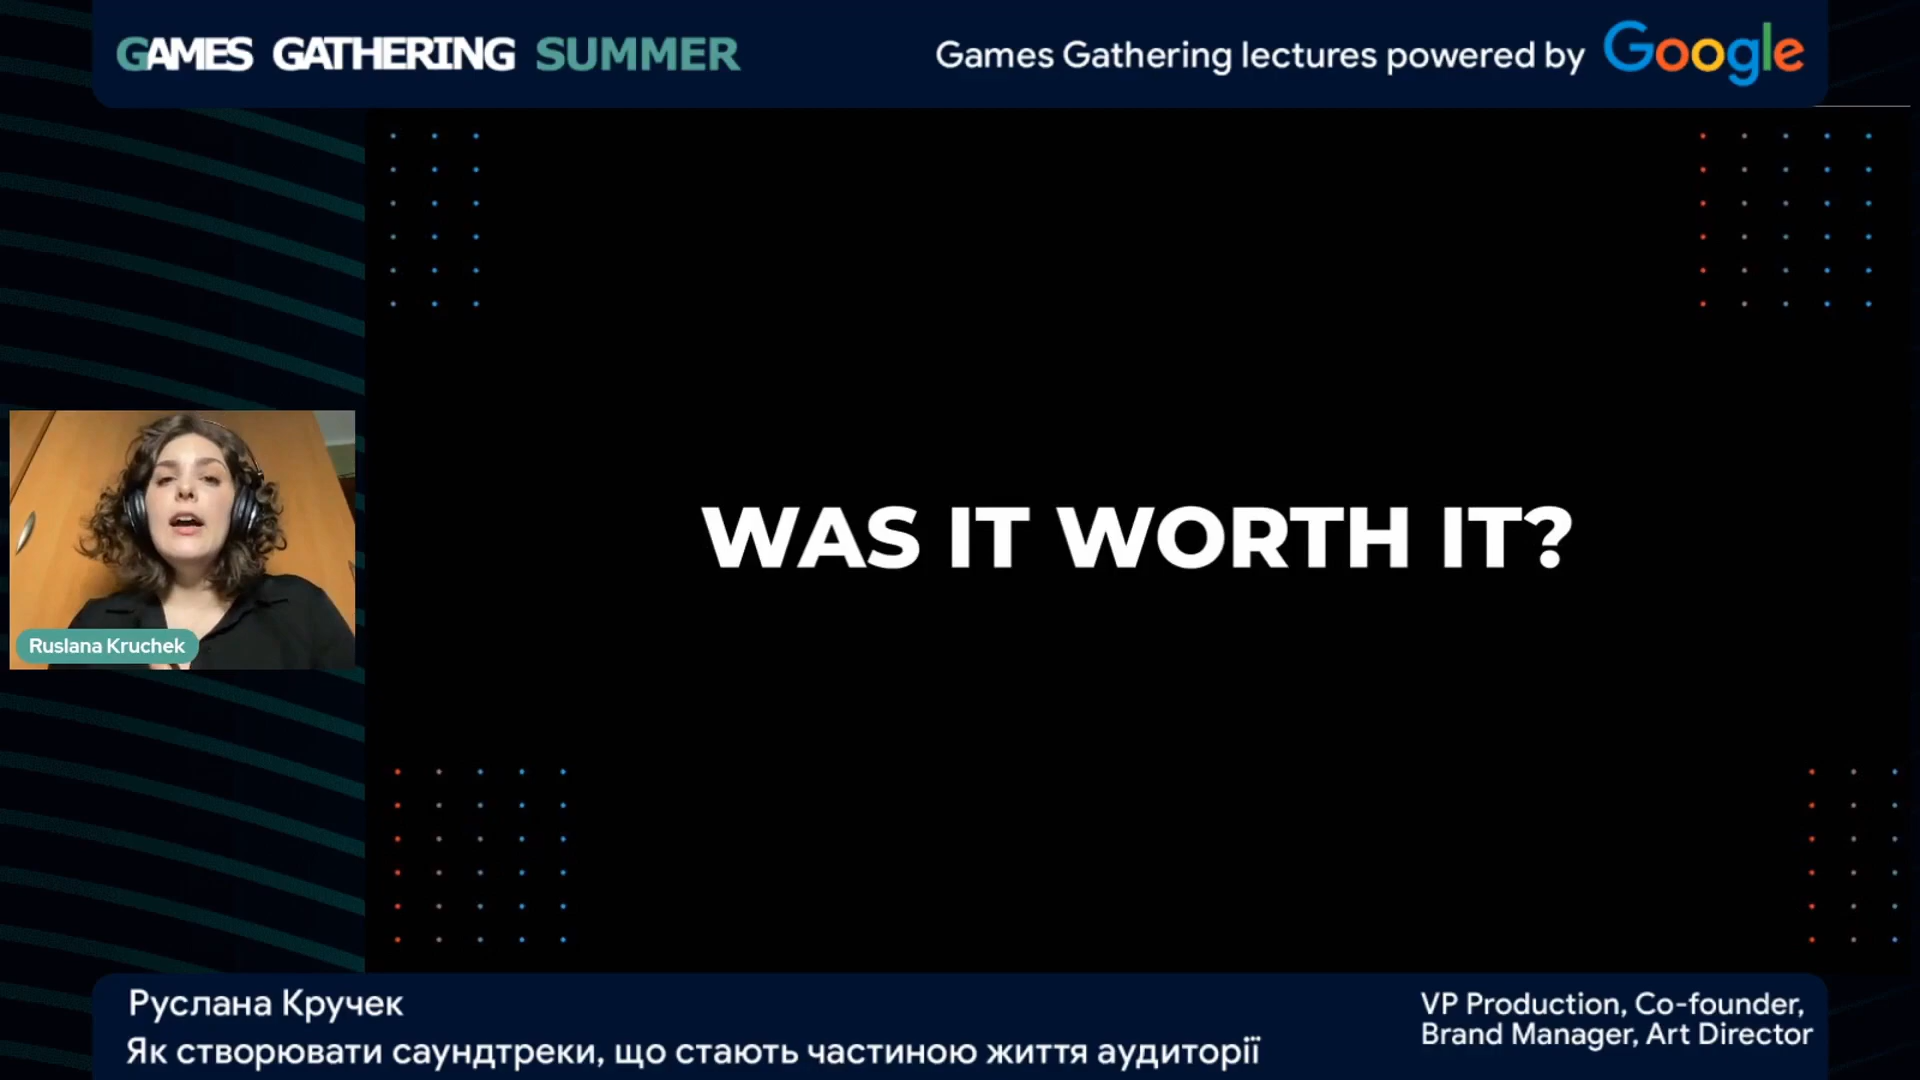 GAMES GATHERING SUMMER
Games Gathering lectures powered by Google
WAS IT WORTH IT?
Ruslana Kruchek
Руслана Кручек
Як створювати саундтреки, що стають частиною життя аудиторії
VP Production, Co-founder,
Brand Manager, Art Director